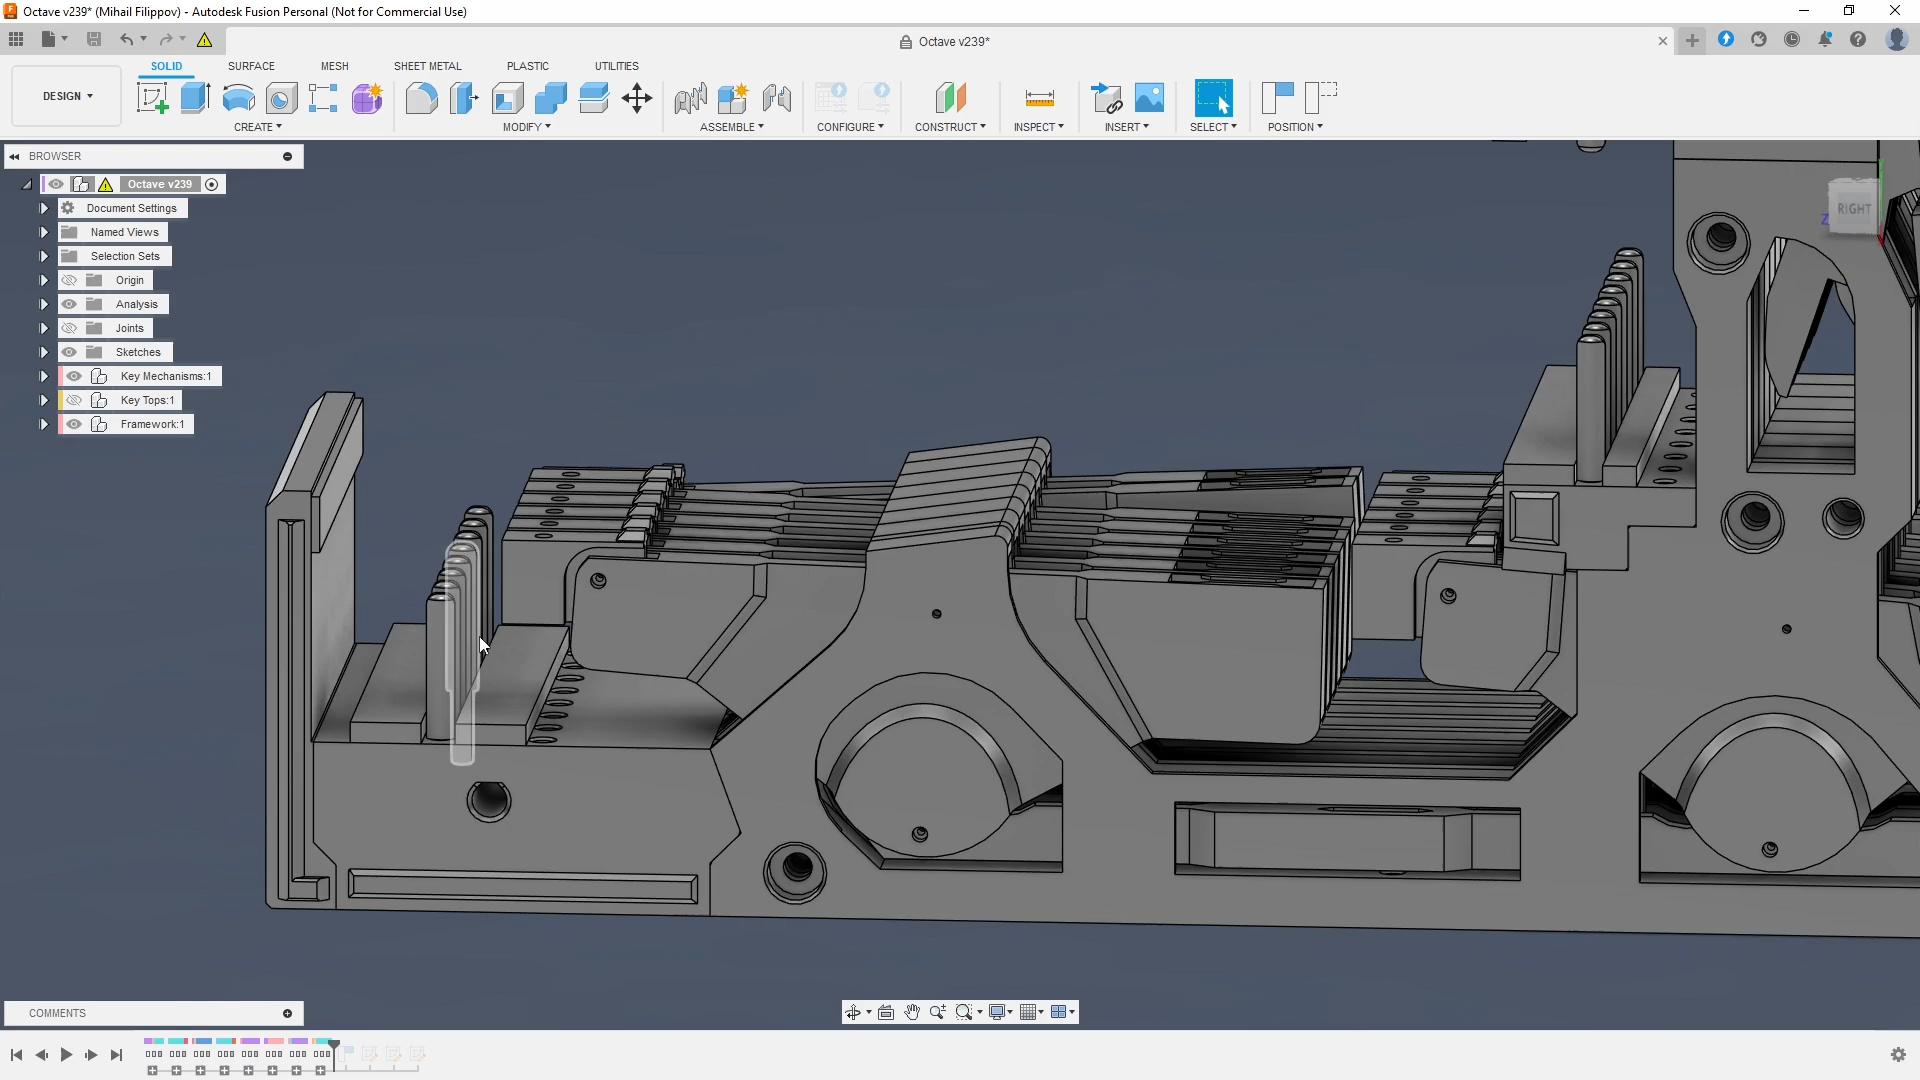 Octave v239* (Mihail Filippov) - Autodesk Fusion Personal (Not for Commercial Use)
Octave v239*
DESIGN
SOLID
SURFACE
MESH
SHEET METAL
PLASTIC
UTILITIES
CREATE
MODIFY
ASSEMBLE
CONFIGURE
CONSTRUCT
INSPECT
INSERT
SELECT
POSITION
BROWSER
Octave v239
Document Settings
Named Views
Selection Sets
Origin
Analysis
Joints
Sketches
Key Mechanisms:1
Key Tops:1
Framework:1
RIGHT
Z
COMMENTS